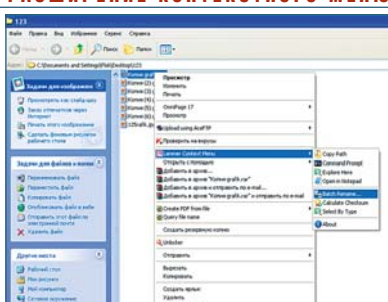 123
Файл Правка Вид Избранное Сервис Справка
Поиск Папки
C:\Documents and Settings\
Задачи для изображений
Просмотреть как слайд-шоу
Заказ отпечатков через Интернет
Печать этого изображения
Сделать фоновым рисунком рабочего стола
Задачи для файлов и папок
Переименовать файл
Переместить файл
Копировать файл
Опубликовать файл в вебе
Отправить этот файл по электронной почте
Удалить файл
Другие места
Рабочий стол
Мои рисунки
Мой компьютер
Сетевое окружение
Просмотр
Изменить
Печать
OmniPage 17
Просмотр
Upload using AceFTP
Проверить на вирусы
Lammer Context Menu
Открыть с помощью
Добавить в архив...
Добавить в архив "Копия grafik.rar"
Добавить в архив и отправить по e-mail...
Добавить в архив "Копия grafik.rar" и отправить по e-mail
Create PDF from file
Query file name
Создать резервную копию
Unlocker
Отправить
Вырезать
Копировать
Создать ярлык
Удалить
Copy Path
Command Prompt
Explore Here
Open in Notepad
Batch Rename...
Calculate Checksum
Select By Type
About